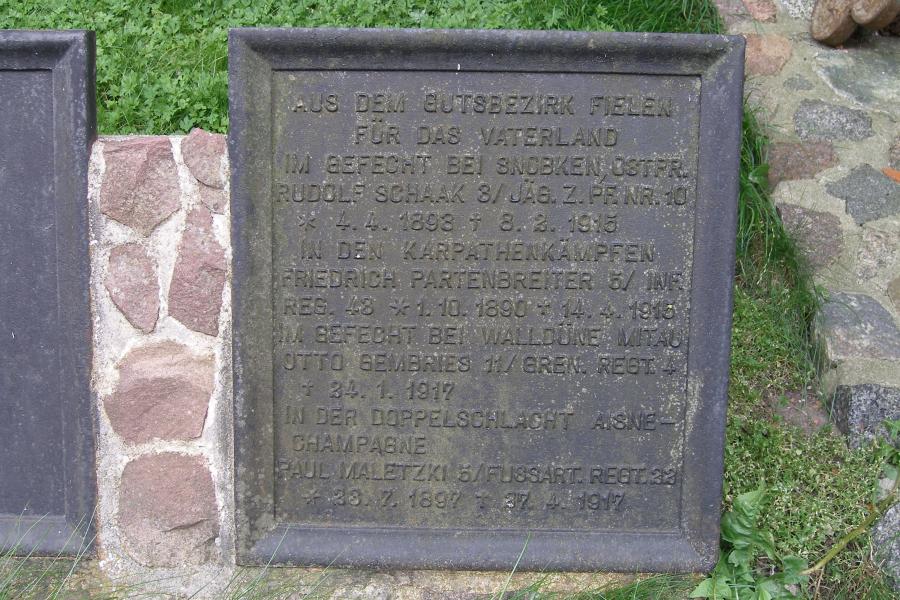 AUS DEM GUTSBEZIRK FIELEN
FÜR DAS VATERLAND
IM GEFECHT BEI SNOBKEN, OSTPR.
RUDOLF SCHAAK 3/ JÄG. Z. PF. NR. 10
* 4. 4. 1893 † 8. 2. 1915
IN DEN KARPATHENKÄMPFEN
FRIEDRICH PARTENBREITER 5/ INF.
REG. 43 * 1. 10. 1890 † 14. 4. 1915
IM GEFECHT BEI WALLDÜNE MITAU
OTTO GEMBRIES 11/ GREN. REGT. 4
† 24. 1. 1917
IN DER DOPPELSCHLACHT AISNE-
CHAMPAGNE
PAUL MALETZKI 5/ FUSSART. REGT. 22
* 23. 7. 1897 † 27. 4. 1917